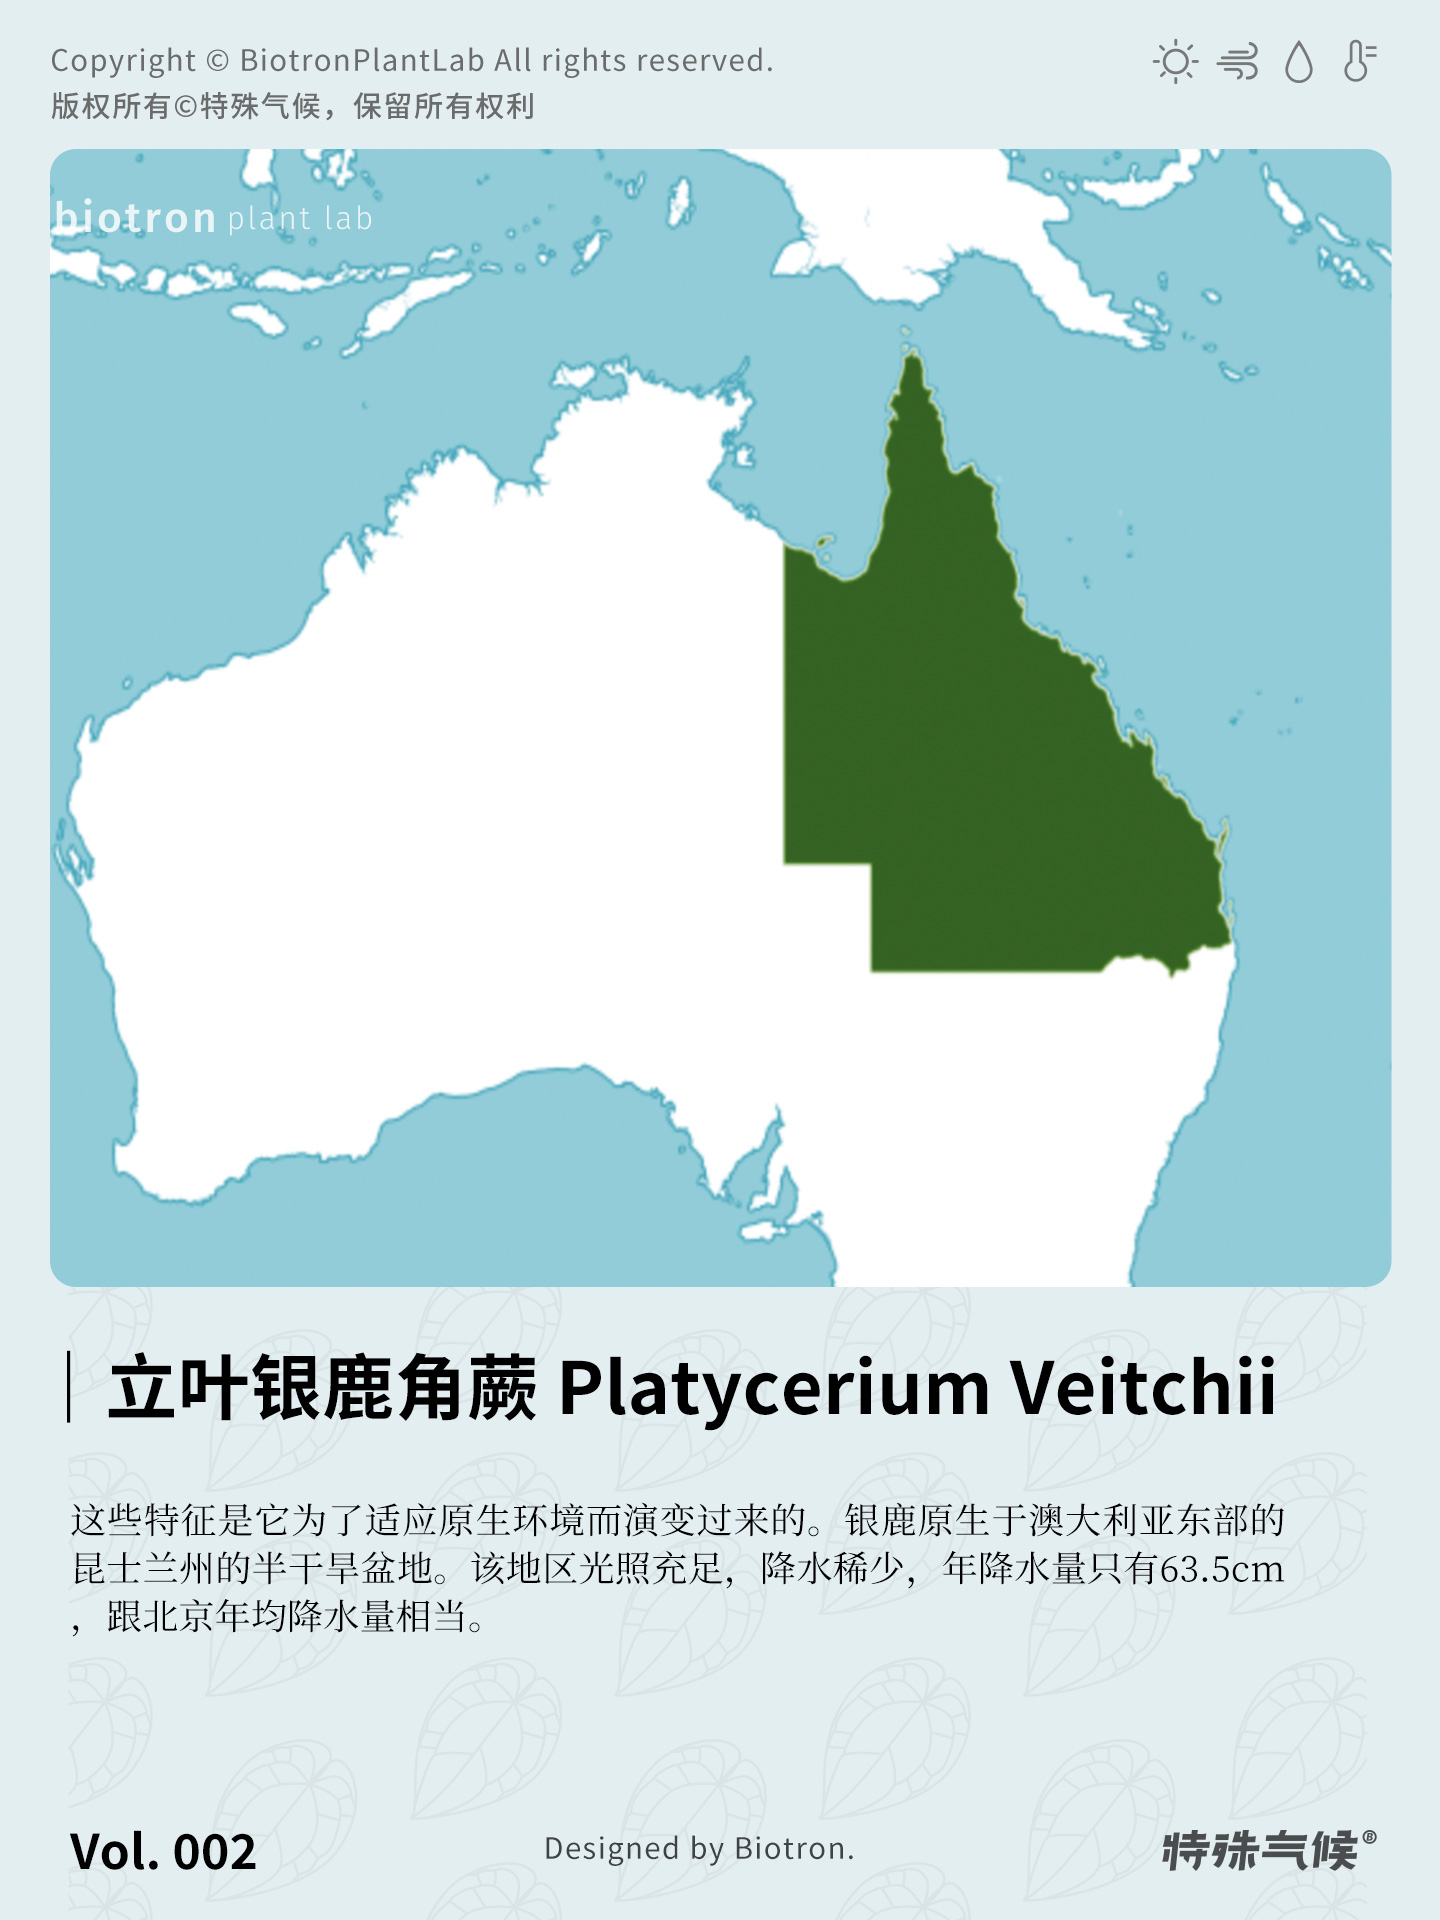 Copyright © BiotronPlantLab All rights reserved.
版权所有©特殊气候，保留所有权利
biotron plant lab
立叶银鹿角蕨 Platycerium Veitchii
这些特征是它为了适应原生环境而演变过来的。银鹿原生于澳大利亚东部的
昆士兰州的半干旱盆地。该地区光照充足，降水稀少，年降水量只有63.5cm
，跟北京年均降水量相当。
Vol. 002
Designed by Biotron.
特殊气候®